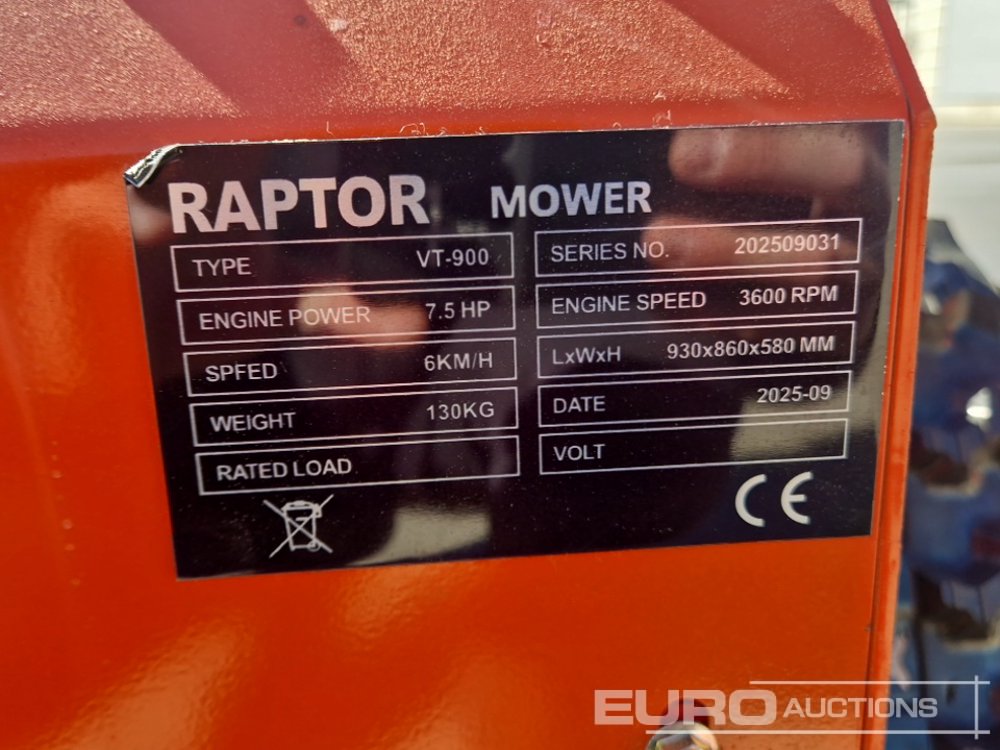 RAPTOR MOWER
TYPE VT-900
SERIES NO. 202509031
ENGINE POWER 7.5 HP
ENGINE SPEED 3600 RPM
SPFED 6KM/H
LxWxH 930x860x580 MM
WEIGHT 130KG
DATE 2025-09
RATED LOAD
VOLT
CE
EURO AUCTIONS